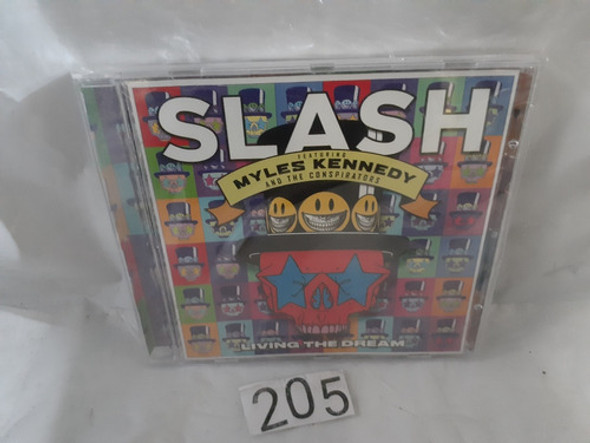 SLASH
FEATURING
MYLES KENNEDY
AND THE CONSPIRATORS
LIVING THE DREAM
205